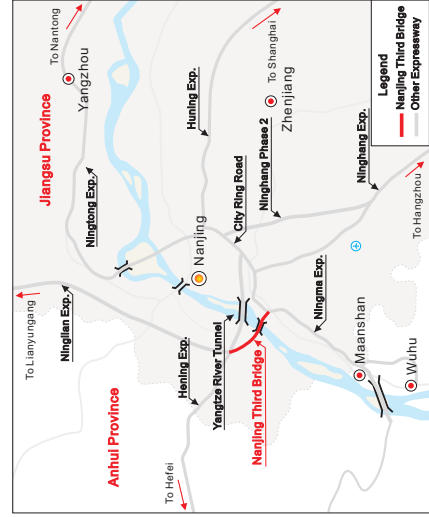 To Nantong
Yangzhou
Jiangsu Province
Ningtong Exp.
To Lianyungang
Ninglian Exp.
Anhui Province
To Hefei
Hening Exp.
Yangtze River Tunnel
Nanjing Third Bridge
Nanjing
Huning Exp.
To Shanghai
Zhenjiang
City Ring Road
Ninghang Phase 2
Ninghang Exp.
To Hangzhou
Ningma Exp.
Maanshan
Wuhu
Legend
Nanjing Third Bridge
Other Expressway